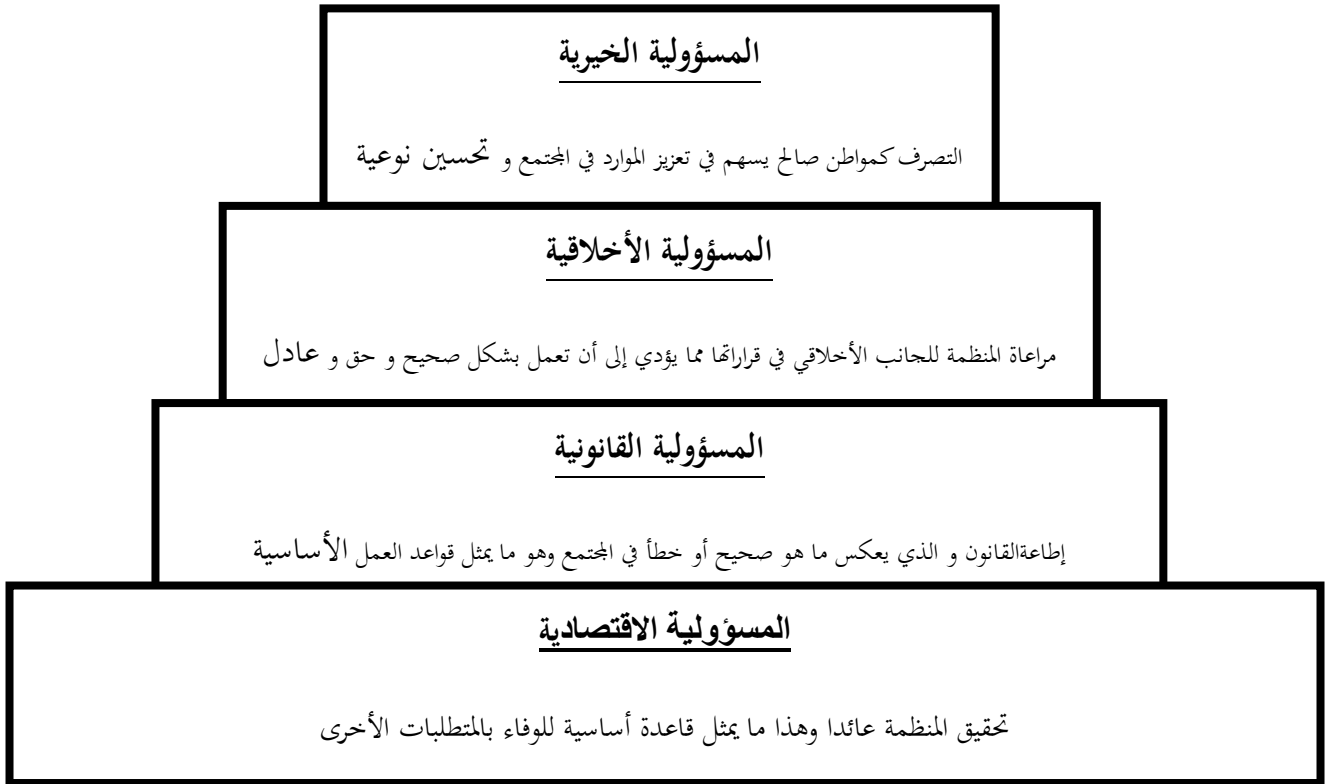 المسؤولية الخيرية
التصرف كمواطن صالح يسهم في تعزيز الموارد في المجتمع و تحسين نوعية
المسؤولية الأخلاقية
مراعاة المنظمة للجانب الأخلاقي في قراراتها مما يؤدي إلى أن تعمل بشكل صحيح و حق و عادل
المسؤولية القانونية
إطاعةالقانون و الذي يعكس ما هو صحيح أو خطأ في المجتمع وهو ما يمثل قواعد العمل الأساسية
المسؤولية الاقتصادية
تحقيق المنظمة عائدا وهذا ما يمثل قاعدة أساسية للوفاء بالمتطلبات الأخرى